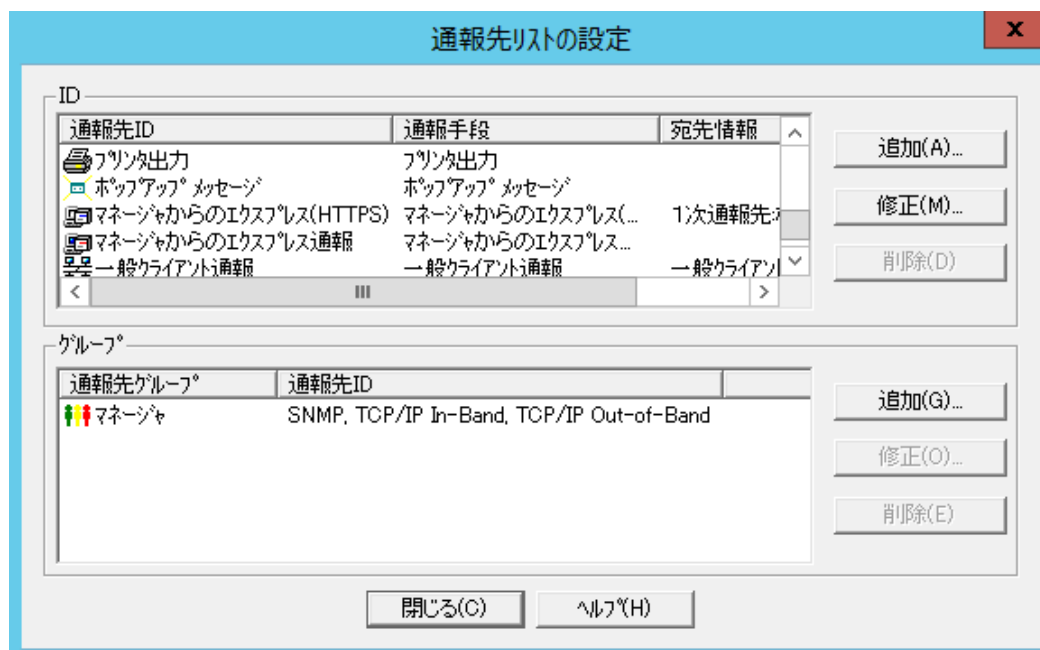 通報先リストの設定
x
ID
通報先ID 通報手段 宛先情報
プリンタ出力 プリンタ出力
ポップアップ メッセージ ポップアップ メッセージ
マネージャからのエクスプレス(HTTPS) マネージャからのエクスプレス(... 1次通報先:
マネージャからのエクスプレス通報 マネージャからのエクスプレス...
一般クライアント通報 一般クライアント通報 一般クライアン
追加(A)...
修正(M)...
削除(D)
グループ
通報先グループ 通報先ID
マネージャ SNMP, TCP/IP In-Band, TCP/IP Out-of-Band
追加(G)...
修正(O)...
削除(E)
閉じる(C) ヘルプ(H)